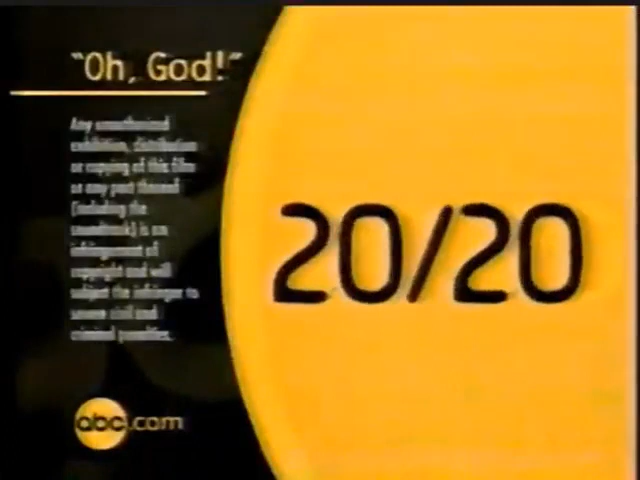 "Oh, God!"
Any unauthorized
exhibition, distribution
or copying of this film
or any part thereof
(including the
soundtrack) is an
infringement of
copyright and will
subject the infringer to
severe civil and
criminal penalties.
20/20
abc.com